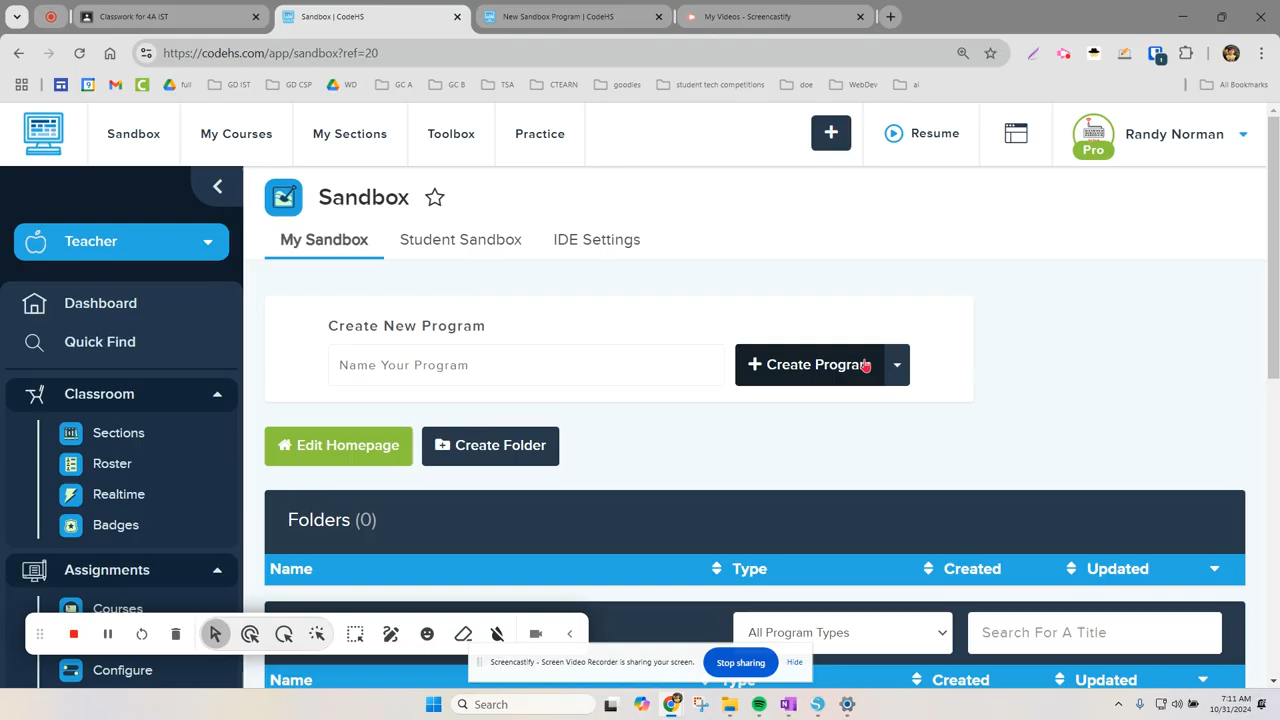 Classwork for 4A IST
Sandbox | CodeHS
New Sandbox Program | CodeHS
My Videos - Screencastify
https://codehs.com/app/sandbox?ref=20
full
GD IST
GD CSP
WD
GC A
GC B
TSA
CTEARN
goodies
student tech competitions
doe
WebDev
ai
All Bookmarks
Sandbox
My Courses
My Sections
Toolbox
Practice
Resume
Pro
Randy Norman
Teacher
Dashboard
Quick Find
Classroom
Sections
Roster
Realtime
Badges
Assignments
Courses
Configure
Sandbox
My Sandbox
Student Sandbox
IDE Settings
Create New Program
Name Your Program
Create Program
Edit Homepage
Create Folder
Folders (0)
Name
Type
Created
Updated
All Program Types
Search For A Title
Name
Type
Created
Updated
Screencastify - Screen Video Recorder is sharing your screen.
Stop sharing
Hide
Search
7:11 AM
10/31/2024